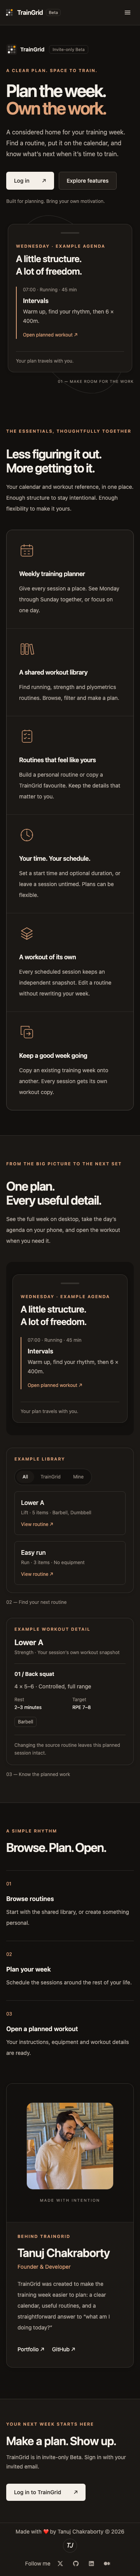 TrainGrid Beta
TrainGrid Invite-only Beta
A CLEAR PLAN. SPACE TO TRAIN.
Plan the week.
Own the work.
A considered home for your training week.
Find a routine, put it on the calendar, and
know what's next when it's time to train.
Log in ↗
Explore features
Built for planning. Bring your own motivation.
WEDNESDAY · EXAMPLE AGENDA
A little structure.
A lot of freedom.
07:00 · Running · 45 min
Intervals
Warm up, find your rhythm, then 6 ×
400m.
Open planned workout ↗
Your plan travels with you.
01 — MAKE ROOM FOR THE WORK
THE ESSENTIALS, THOUGHTFULLY TOGETHER
Less figuring it out.
More getting to it.
Your calendar and workout reference, in one place.
Enough structure to stay intentional. Enough
flexibility to make it yours.
Weekly training planner
Give every session a place. See Monday
through Sunday together, or focus on
one day.
A shared workout library
Find running, strength and plyometrics
routines. Browse, filter and make a plan.
Routines that feel like yours
Build a personal routine or copy a
TrainGrid favourite. Keep the details that
matter to you.
Your time. Your schedule.
Set a start time and optional duration, or
leave a session untimed. Plans can be
flexible.
A workout of its own
Every scheduled session keeps an
independent snapshot. Edit a routine
without rewriting your week.
Keep a good week going
Copy an existing training week onto
another. Every session gets its own
workout copy.
FROM THE BIG PICTURE TO THE NEXT SET
One plan.
Every useful detail.
See the full week on desktop, take the day's
agenda on your phone, and open the workout
when you need it.
WEDNESDAY · EXAMPLE AGENDA
A little structure.
A lot of freedom.
07:00 · Running · 45 min
Intervals
Warm up, find your rhythm, then 6 ×
400m.
Open planned workout ↗
Your plan travels with you.
EXAMPLE LIBRARY
All TrainGrid Mine
Lower A
Lift · 5 items · Barbell, Dumbbell
View routine ↗
Easy run
Run · 3 items · No equipment
View routine ↗
02 — Find your next routine
EXAMPLE WORKOUT DETAIL
Lower A
Strength · Your session's own workout snapshot
01 / Back squat
4 × 5–6 · Controlled, full range
Rest Target
2–3 minutes RPE 7–8
Barbell
Changing the source routine leaves this planned
session intact.
03 — Know the planned work
A SIMPLE RHYTHM
Browse. Plan. Open.
01
Browse routines
Start with the shared library, or create something
personal.
02
Plan your week
Schedule the sessions around the rest of your life.
03
Open a planned workout
Your instructions, equipment and workout details
are ready.
MADE WITH INTENTION
BEHIND TRAINGRID
Tanuj Chakraborty
Founder & Developer
TrainGrid was created to make the
training week easier to plan: a clear
calendar, useful routines, and a
straightforward answer to "what am I
doing today?"
Portfolio ↗ GitHub ↗
YOUR NEXT WEEK STARTS HERE
Make a plan. Show up.
TrainGrid is in invite-only Beta. Sign in with your
invited email.
Log in to TrainGrid ↗
Made with ❤️ by Tanuj Chakraborty © 2026
TJ
Follow me